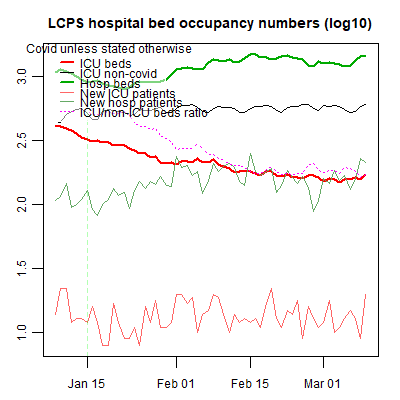 LCPS hospital bed occupancy numbers (log10)
Covid unless stated otherwise
ICU beds
ICU non-covid
Hosp beds
New ICU patients
New hosp patients
ICU/non ICU beds ratio
3.0
2.5
2.0
1.5
1.0
Jan 15
Feb 01
Feb 15
Mar 01